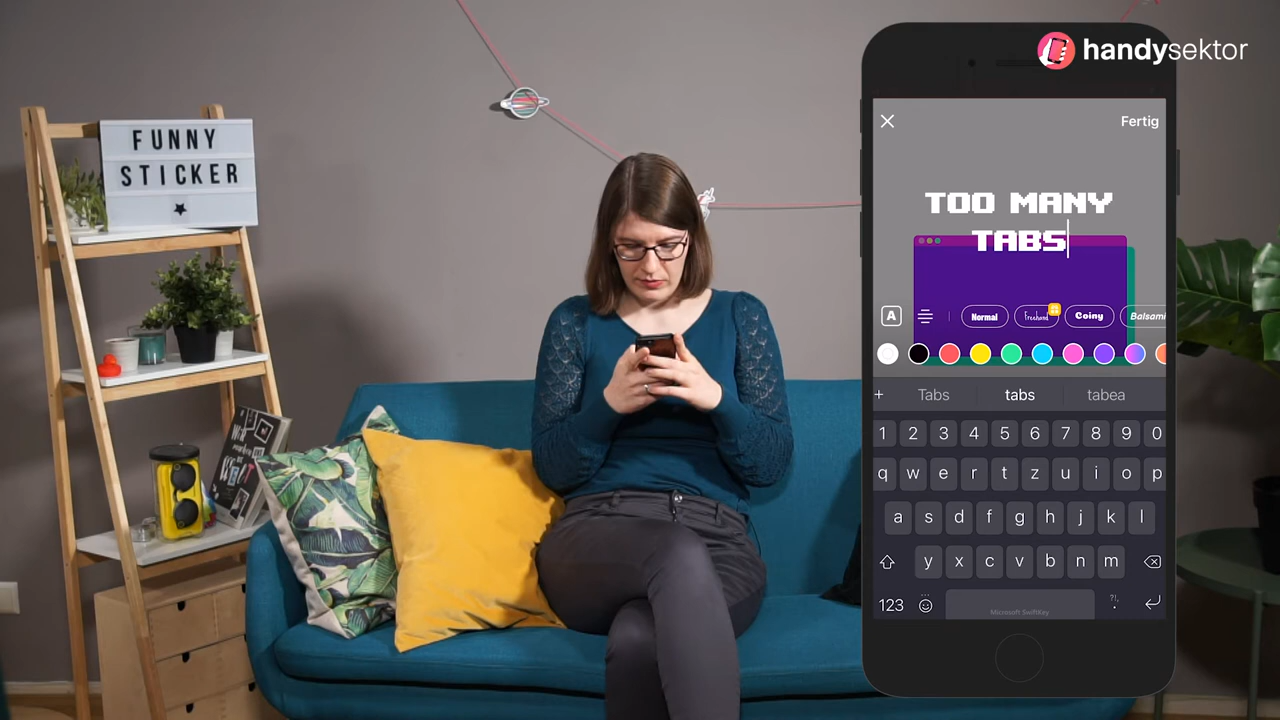 handysektor
FUNNY
STICKER
Fertig
TOO MANY
TABS
A
Normal
Freehand
Coiny
Balsami
+ Tabs tabs tabea
1 2 3 4 5 6 7 8 9 0
q w e r t z u i o p
a s d f g h j k l
y x c v b n m
123 ?!,
Microsoft SwiftKey